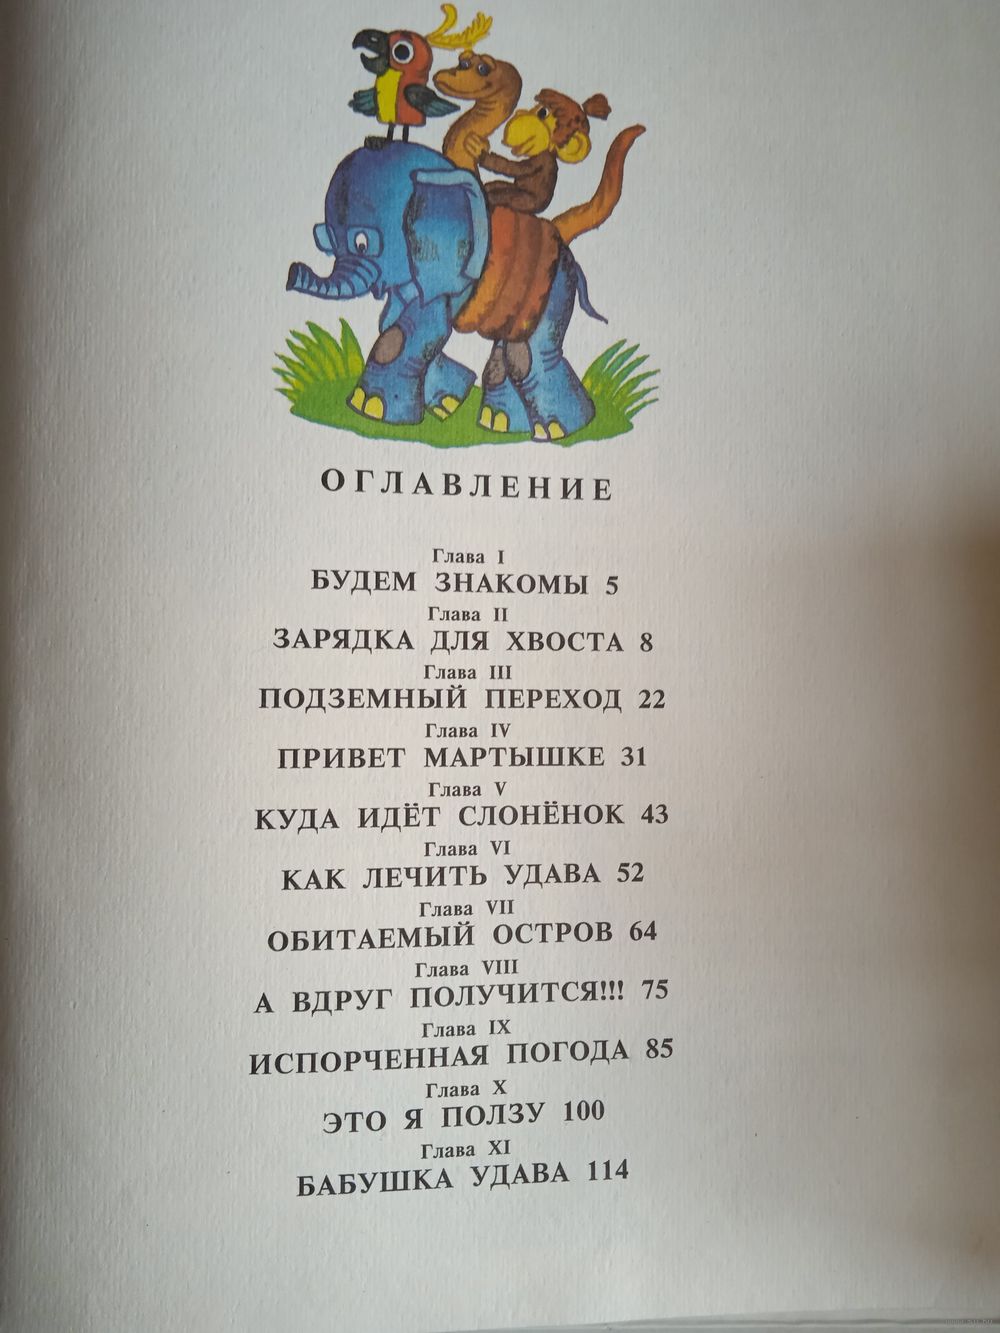 ОГЛАВЛЕНИЕ
Глава I
БУДЕМ ЗНАКОМЫ 5
Глава II
ЗАРЯДКА ДЛЯ ХВОСТА 8
Глава III
ПОДЗЕМНЫЙ ПЕРЕХОД 22
Глава IV
ПРИВЕТ МАРТЫШКЕ 31
Глава V
КУДА ИДЁТ СЛОНЁНОК 43
Глава VI
КАК ЛЕЧИТЬ УДАВА 52
Глава VII
ОБИТАЕМЫЙ ОСТРОВ 64
Глава VIII
А ВДРУГ ПОЛУЧИТСЯ!!! 75
Глава IX
ИСПОРЧЕННАЯ ПОГОДА 85
Глава X
ЭТО Я ПОЛЗУ 100
Глава XI
БАБУШКА УДАВА 114